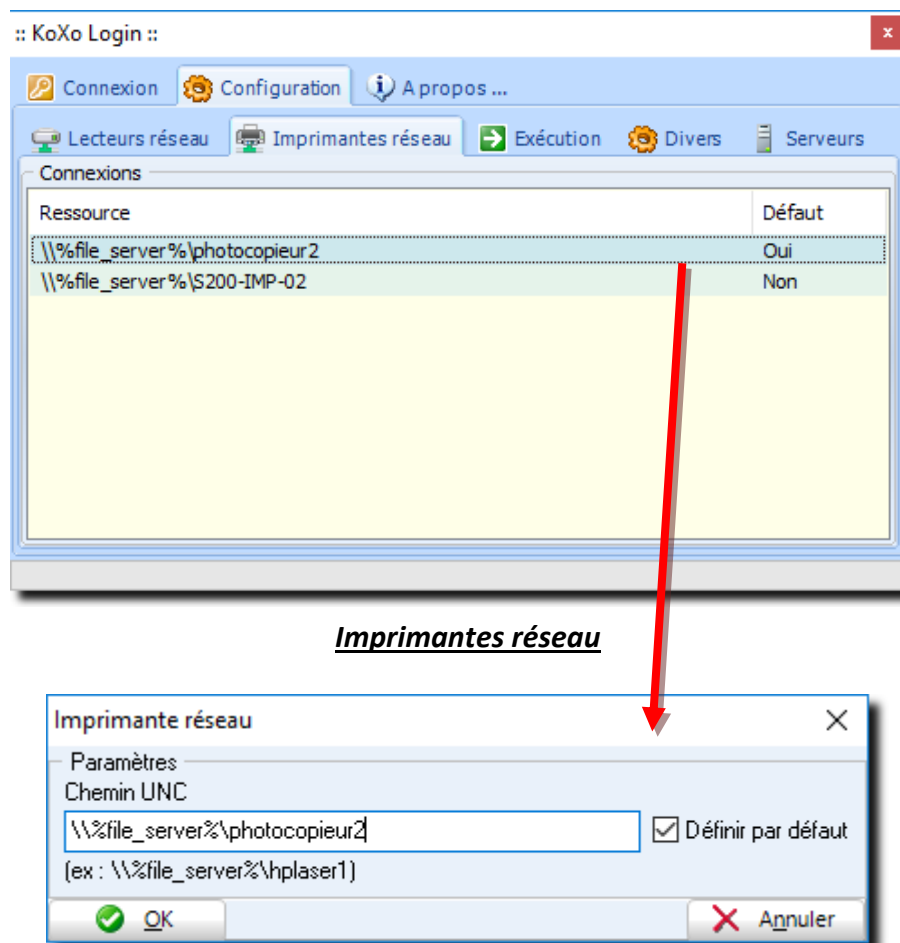 :: KoXo Login ::
Connexion Configuration A propos ...
Lecteurs réseau Imprimantes réseau Exécution Divers Serveurs
Connexions
Ressource Défaut
\\%file_server%\photocopieur2 Oui
\\%file_server%\S200-IMP-02 Non
Imprimantes réseau
Imprimante réseau
Paramètres
Chemin UNC
\\%file_server%\photocopieur2 Définir par défaut
(ex : \\%file_server%\hplaser1)
OK Annuler